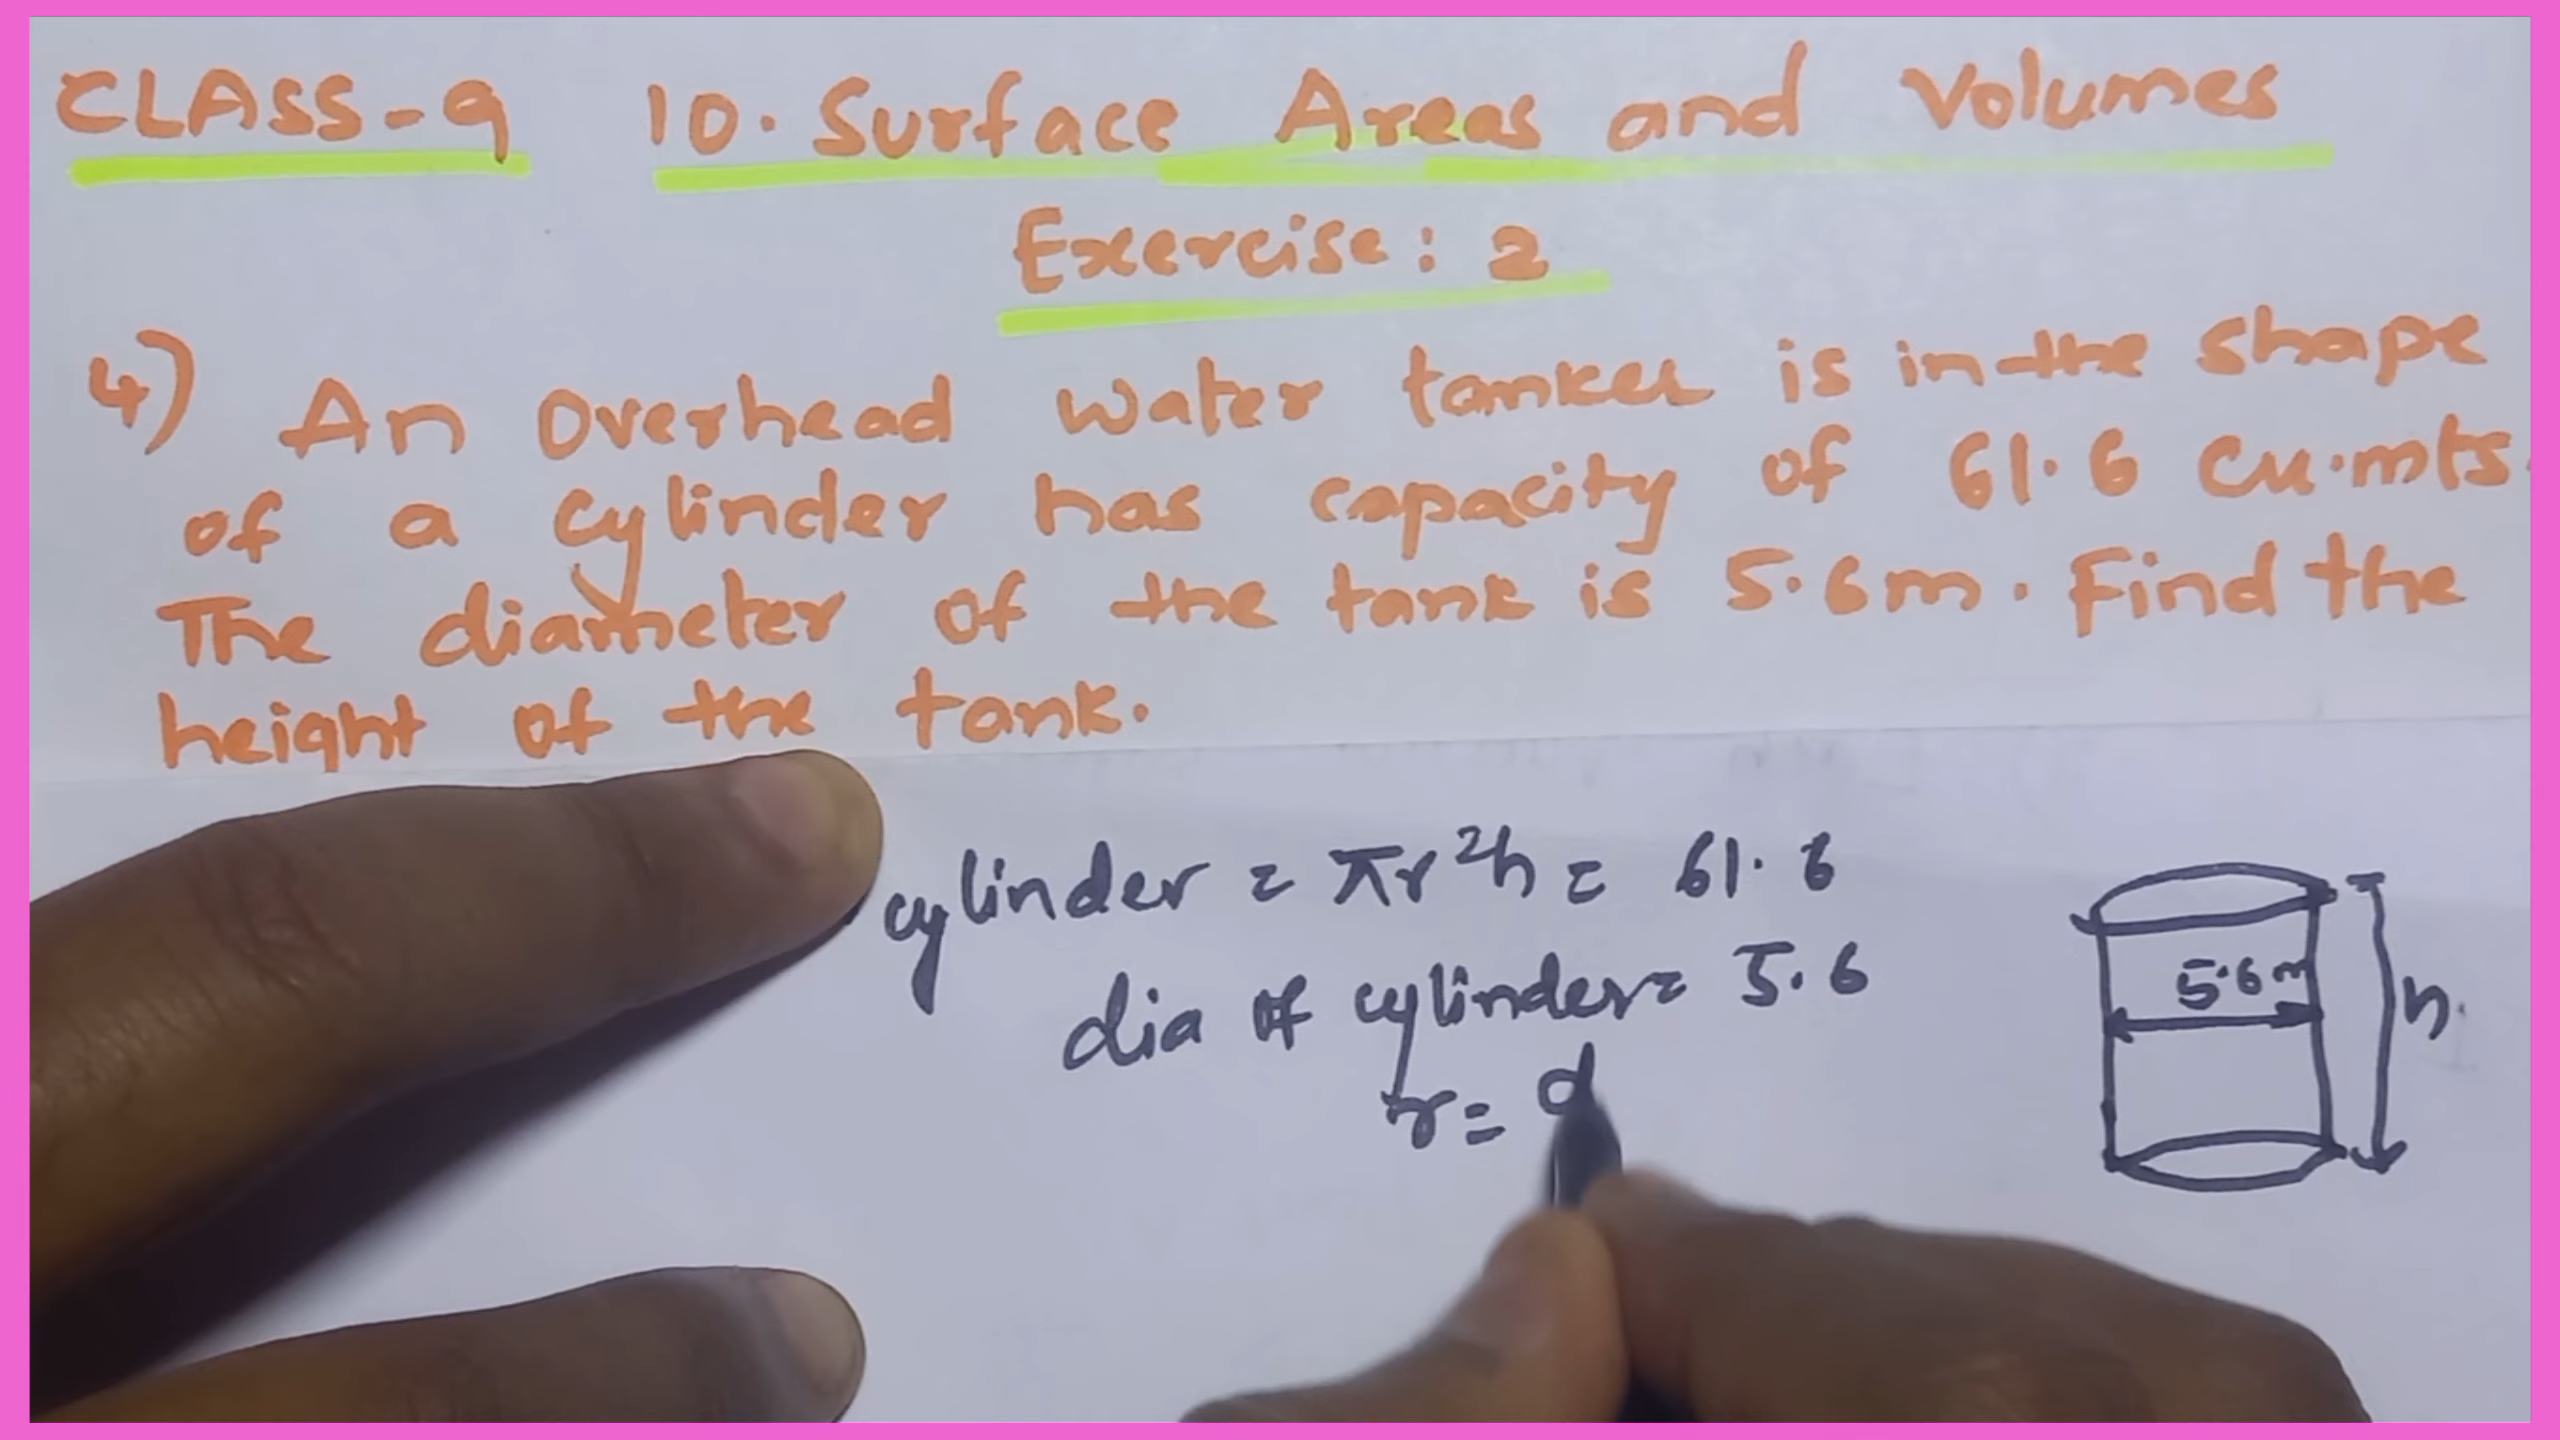 CLASS-9 10. Surface Areas and Volumes
Exercise: 2
4) An overhead water tanker is in the shape
of a cylinder has capacity of 61.6 cu.mts.
The diameter of the tank is 5.6m. Find the
height of the tank.
cylinder = πr²h = 61.6
dia of cylinder = 5.6
r = d
5.6m
h